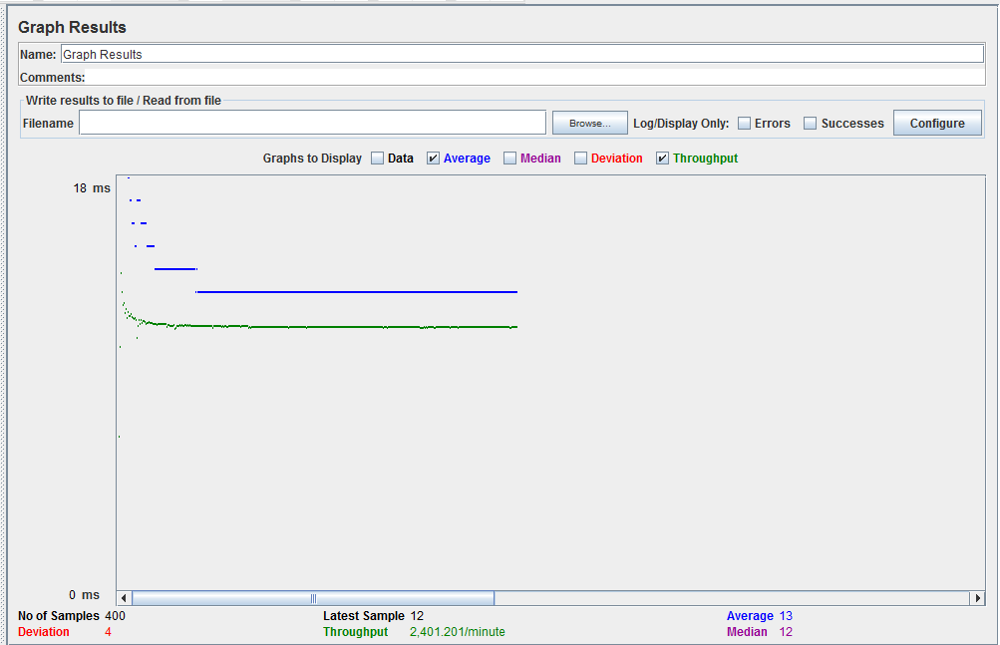 Graph Results
Name: Graph Results
Comments:
Write results to file / Read from file
Filename Browse... Log/Display Only: Errors Successes Configure
Graphs to Display Data Average Median Deviation Throughput
18 ms
0 ms
No of Samples 400 Latest Sample 12 Average 13
Deviation 4 Throughput 2,401.201/minute Median 12